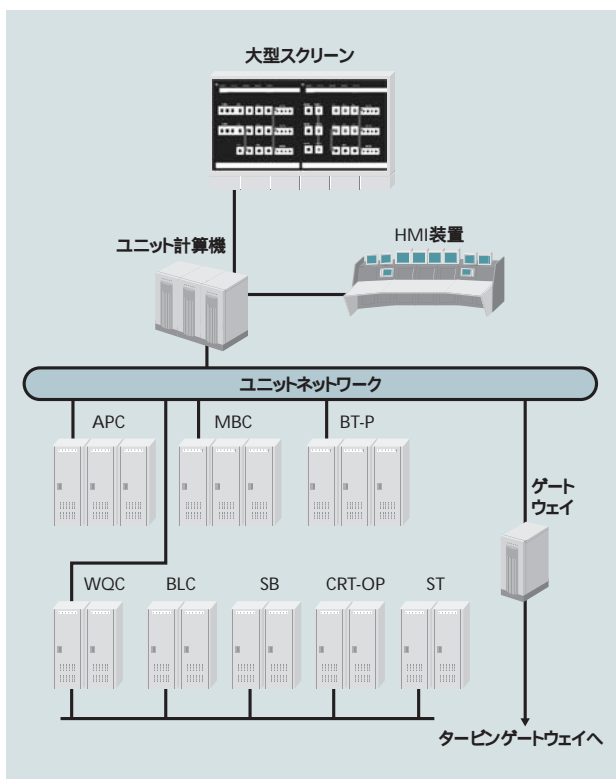 大型スクリーン
ユニット計算機
HMI装置
ユニットネットワーク
APC
MBC
BT-P
ゲート
ウェイ
WQC
BLC
SB
CRT-OP
ST
タービンゲートウェイへ